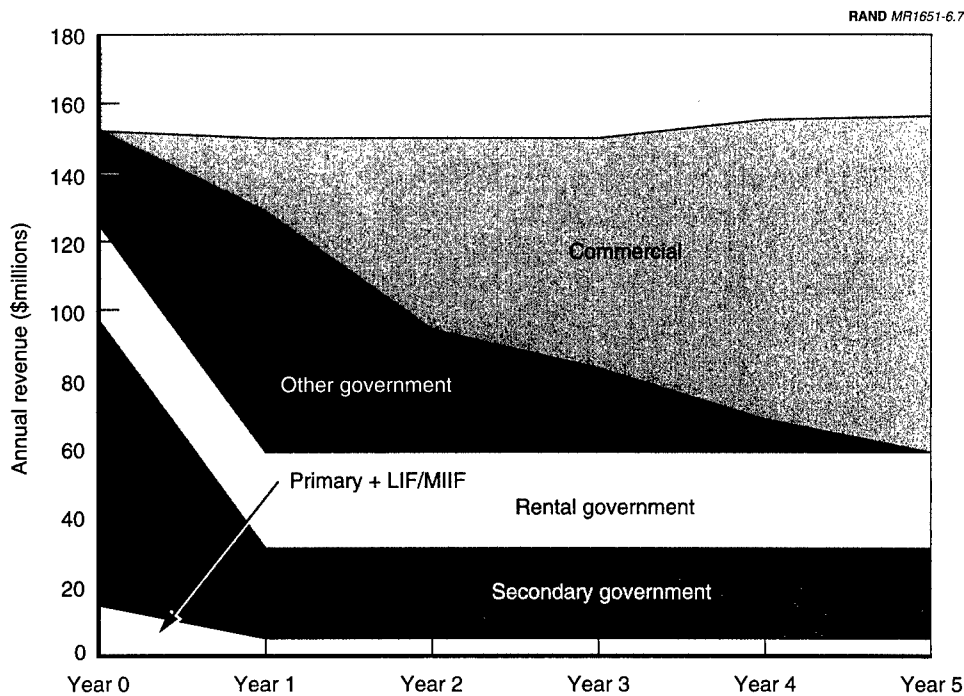 RAND MR1651-6.7
180
160
140
120
100
80
60
40
20
0
Annual revenue ($millions)
Commercial
Other government
Primary + LIF/MIIF
Rental government
Secondary government
Year 0
Year 1
Year 2
Year 3
Year 4
Year 5